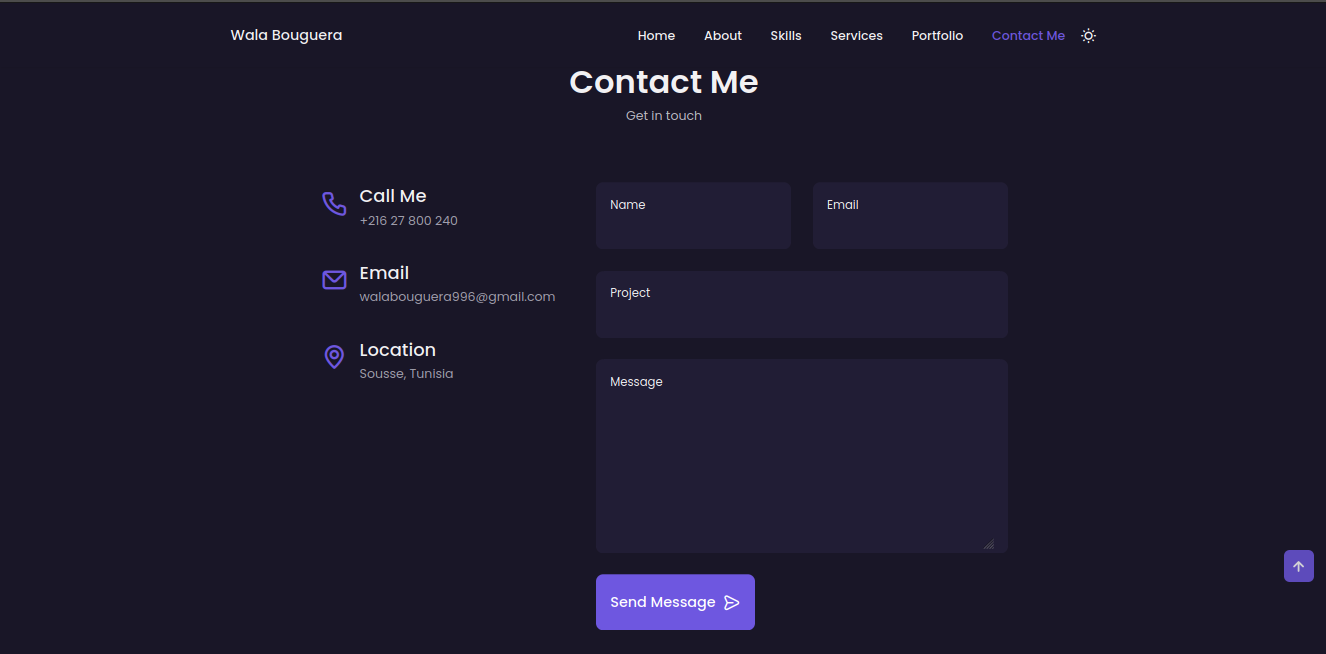 Wala Bouguera
Home About Skills Services Portfolio Contact Me
Contact Me
Get in touch
Call Me
+216 27 800 240
Email
walabouguera996@gmail.com
Location
Sousse, Tunisia
Name
Email
Project
Message
Send Message